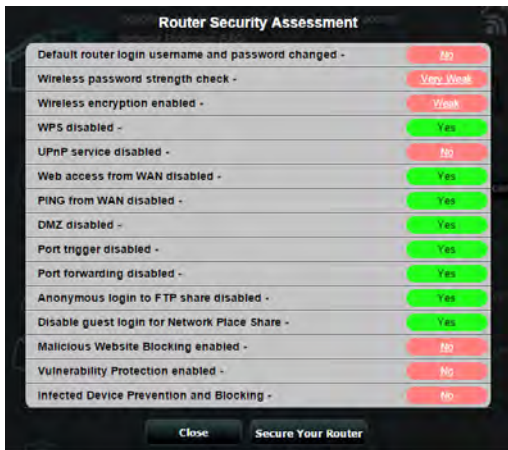 Router Security Assessment
Default router login username and password changed - No
Wireless password strength check - Very Weak
Wireless encryption enabled - Weak
WPS disabled - Yes
UPnP service disabled - No
Web access from WAN disabled - Yes
PING from WAN disabled - Yes
DMZ disabled - Yes
Port trigger disabled - Yes
Port forwarding disabled - Yes
Anonymous login to FTP share disabled - Yes
Disable guest login for Network Place Share - Yes
Malicious Website Blocking enabled - No
Vulnerability Protection enabled - No
Infected Device Prevention and Blocking - No
Close Secure Your Router